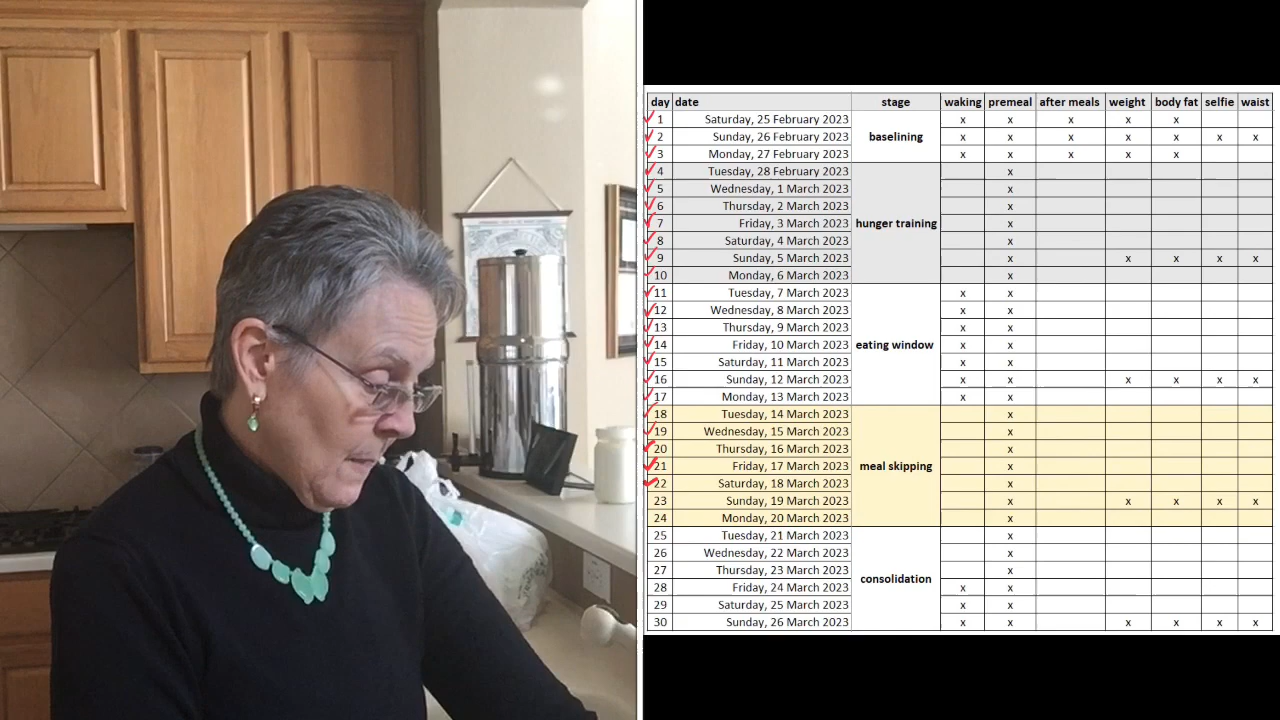 day date stage waking premeal after meals weight body fat selfie waist
1 Saturday, 25 February 2023 x x x x x
2 Sunday, 26 February 2023 baselining x x x x x x x
3 Monday, 27 February 2023 x x x x x
4 Tuesday, 28 February 2023 x
5 Wednesday, 1 March 2023 x
6 Thursday, 2 March 2023 x
7 Friday, 3 March 2023 hunger training x
8 Saturday, 4 March 2023 x
9 Sunday, 5 March 2023 x x x x x
10 Monday, 6 March 2023 x
11 Tuesday, 7 March 2023 x x
12 Wednesday, 8 March 2023 x x
13 Thursday, 9 March 2023 x x
14 Friday, 10 March 2023 eating window x x
15 Saturday, 11 March 2023 x x
16 Sunday, 12 March 2023 x x x x x x
17 Monday, 13 March 2023 x x
18 Tuesday, 14 March 2023 x
19 Wednesday, 15 March 2023 x
20 Thursday, 16 March 2023 x
21 Friday, 17 March 2023 meal skipping x
22 Saturday, 18 March 2023 x
23 Sunday, 19 March 2023 x x x x x
24 Monday, 20 March 2023 x
25 Tuesday, 21 March 2023 x
26 Wednesday, 22 March 2023 x
27 Thursday, 23 March 2023 consolidation x
28 Friday, 24 March 2023 x x
29 Saturday, 25 March 2023 x x
30 Sunday, 26 March 2023 x x x x x x